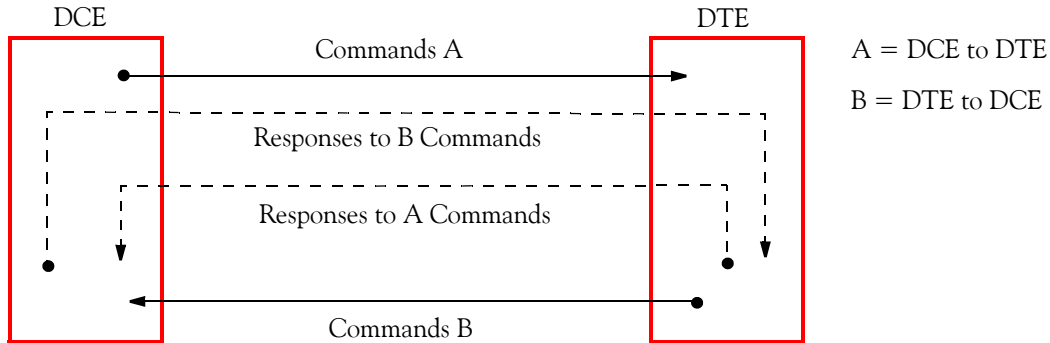 DCE
DTE
Commands A
A = DCE to DTE
B = DTE to DCE
Responses to B Commands
Responses to A Commands
Commands B